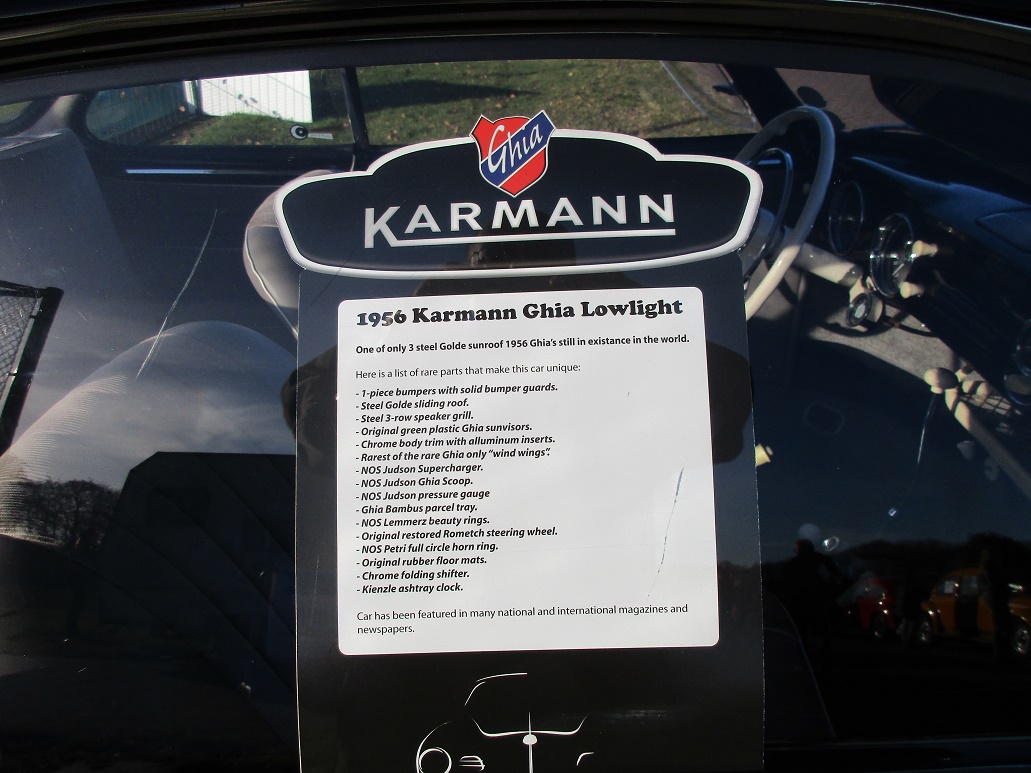 Ghia
KARMANN
1956 Karmann Ghia Lowlight
One of only 3 steel Golde sunroof 1956 Ghia's still in existance in the world.
Here is a list of rare parts that make this car unique:
- 1-piece bumpers with solid bumper guards.
- Steel Golde sliding roof.
- Steel 3-row speaker grill.
- Original green plastic Ghia sunvisors.
- Chrome body trim with alluminum inserts.
- Rarest of the rare Ghia only "wind wings".
- NOS Judson Supercharger.
- NOS Judson Ghia Scoop.
- NOS Judson pressure gauge
- Ghia Bambus parcel tray.
- NOS Lemmerz beauty rings.
- Original restored Rometch steering wheel.
- NOS Petri full circle horn ring.
- Original rubber floor mats.
- Chrome folding shifter.
- Kienzle ashtray clock.
Car has been featured in many national and international magazines and
newspapers.